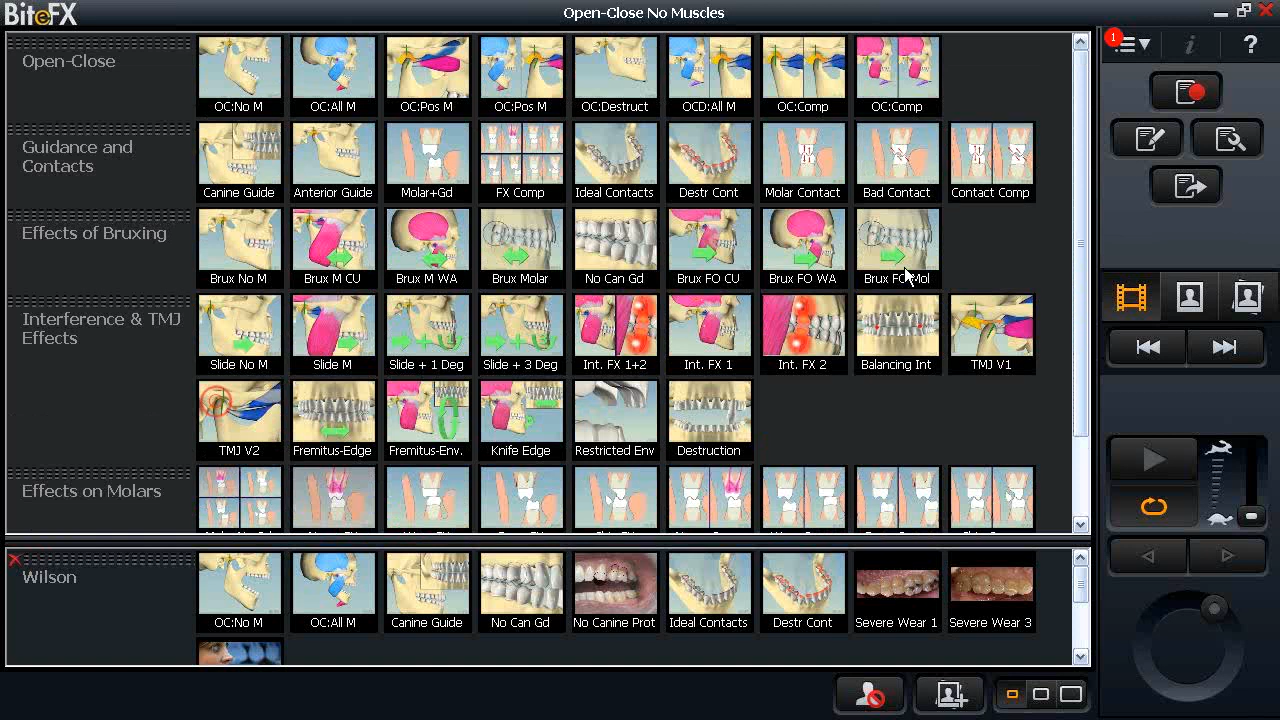 BiteFX
Open-Close No Muscles
1
i
?
Open-Close
OC:No M
OC:All M
OC:Pos M
OC:Pos M
OC:Destruct
OCD:All M
OC:Comp
OC:Comp
Guidance and
Contacts
Canine Guide
Anterior Guide
Molar+Gd
FX Comp
Ideal Contacts
Destr Cont
Molar Contact
Bad Contact
Contact Comp
Effects of Bruxing
Brux No M
Brux M CU
Brux M WA
Brux Molar
No Can Gd
Brux FO CU
Brux FO WA
Brux FO Mol
Interference & TMJ
Effects
Slide No M
Slide M
Slide + 1 Deg
Slide + 3 Deg
Int. FX 1+2
Int. FX 1
Int. FX 2
Balancing Int
TMJ V1
TMJ V2
Fremitus-Edge
Fremitus-Env.
Knife Edge
Restricted Env
Destruction
Effects on Molars
Wilson
OC:No M
OC:All M
Canine Guide
No Can Gd
No Canine Prot
Ideal Contacts
Destr Cont
Severe Wear 1
Severe Wear 3